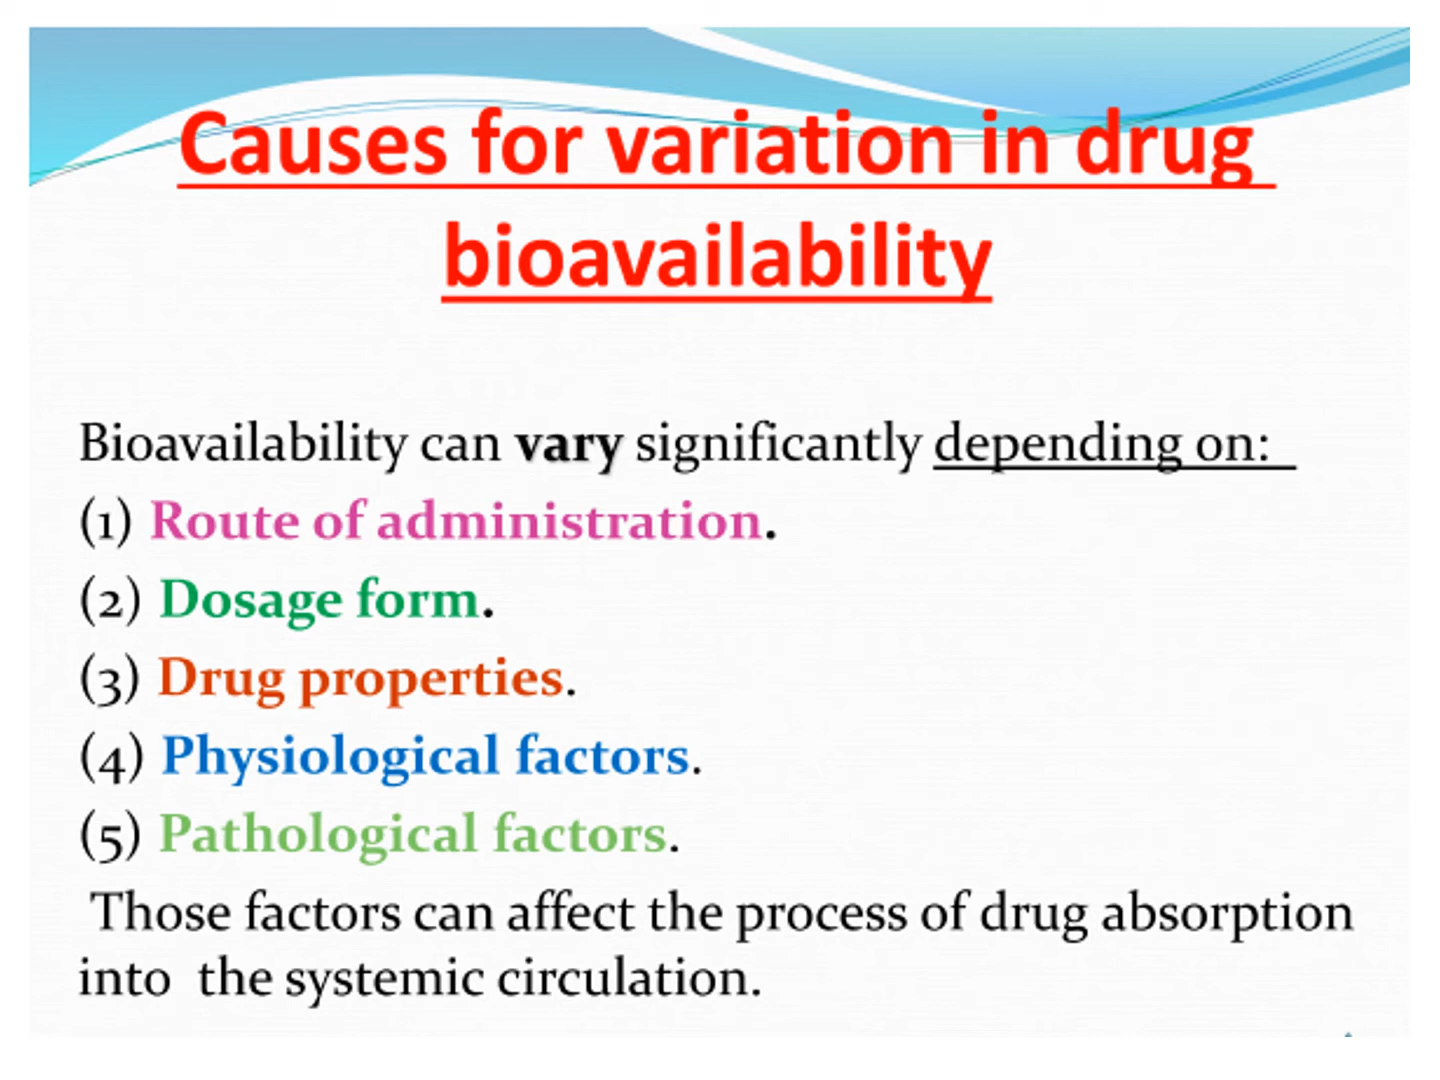 Causes for variation in drug
bioavailability
Bioavailability can vary significantly depending on:
(1) Route of administration.
(2) Dosage form.
(3) Drug properties.
(4) Physiological factors.
(5) Pathological factors.
Those factors can affect the process of drug absorption
into the systemic circulation.